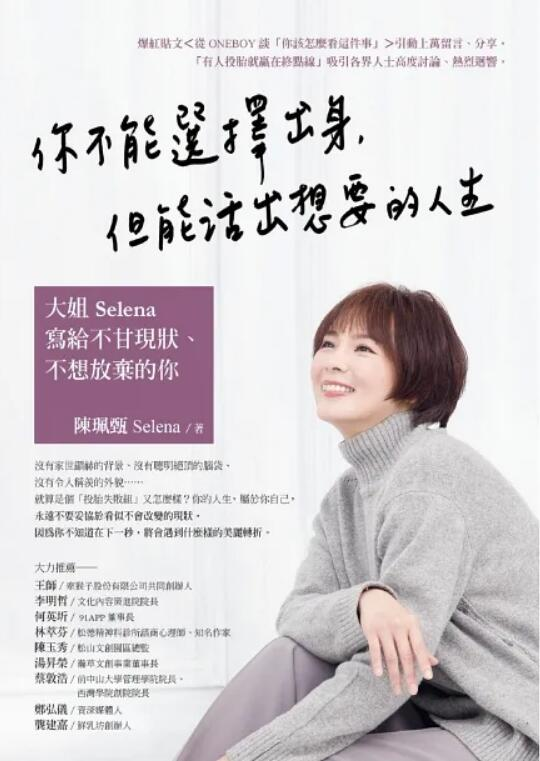 爆紅貼文＜從 ONEBOY 談「你該怎麼看這件事」＞引動上萬留言、分享，
「有人投胎就贏在終點線」吸引各界人士高度討論、熱烈迴響。
你不能選擇出身，
但能活出想要的人生
大姐 Selena
寫給不甘現狀、
不想放棄的你
陳珮甄 Selena / 著
沒有家世顯赫的背景、沒有聰明絕頂的腦袋、
沒有令人稱羨的外貌……
就算是個「投胎失敗組」又怎麼樣？你的人生，屬於你自己，
永遠不要妥協於看似不會改變的現狀，
因為你不知道在下一秒，將會遇到什麼樣的美麗轉折。
大力推薦——
王師 / 牽猴子股份有限公司共同創辦人
李明哲 / 文化內容策進院院長
何英圻 / 91APP 董事長
林萃芬 / 松德精神科診所諮商心理師、知名作家
陳玉秀 / 松山文創園區總監
湯昇榮 / 瀚草文創事業董事長
蔡敦浩 / 前中山大學管理學院院長、
西灣學院創院院長
鄭弘儀 / 資深媒體人
龔建嘉 / 鮮乳坊創辦人